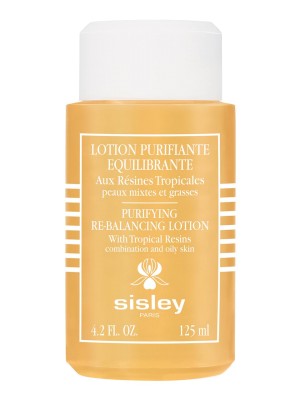 LOTION PURIFIANTE
EQUILIBRANTE
Aux Résines Tropicales
peaux mixtes et grasses
PURIFYING
RE-BALANCING LOTION
With Tropical Resins
combination and oily skin
sisley
PARIS
4.2 FL. OZ. 125 ml